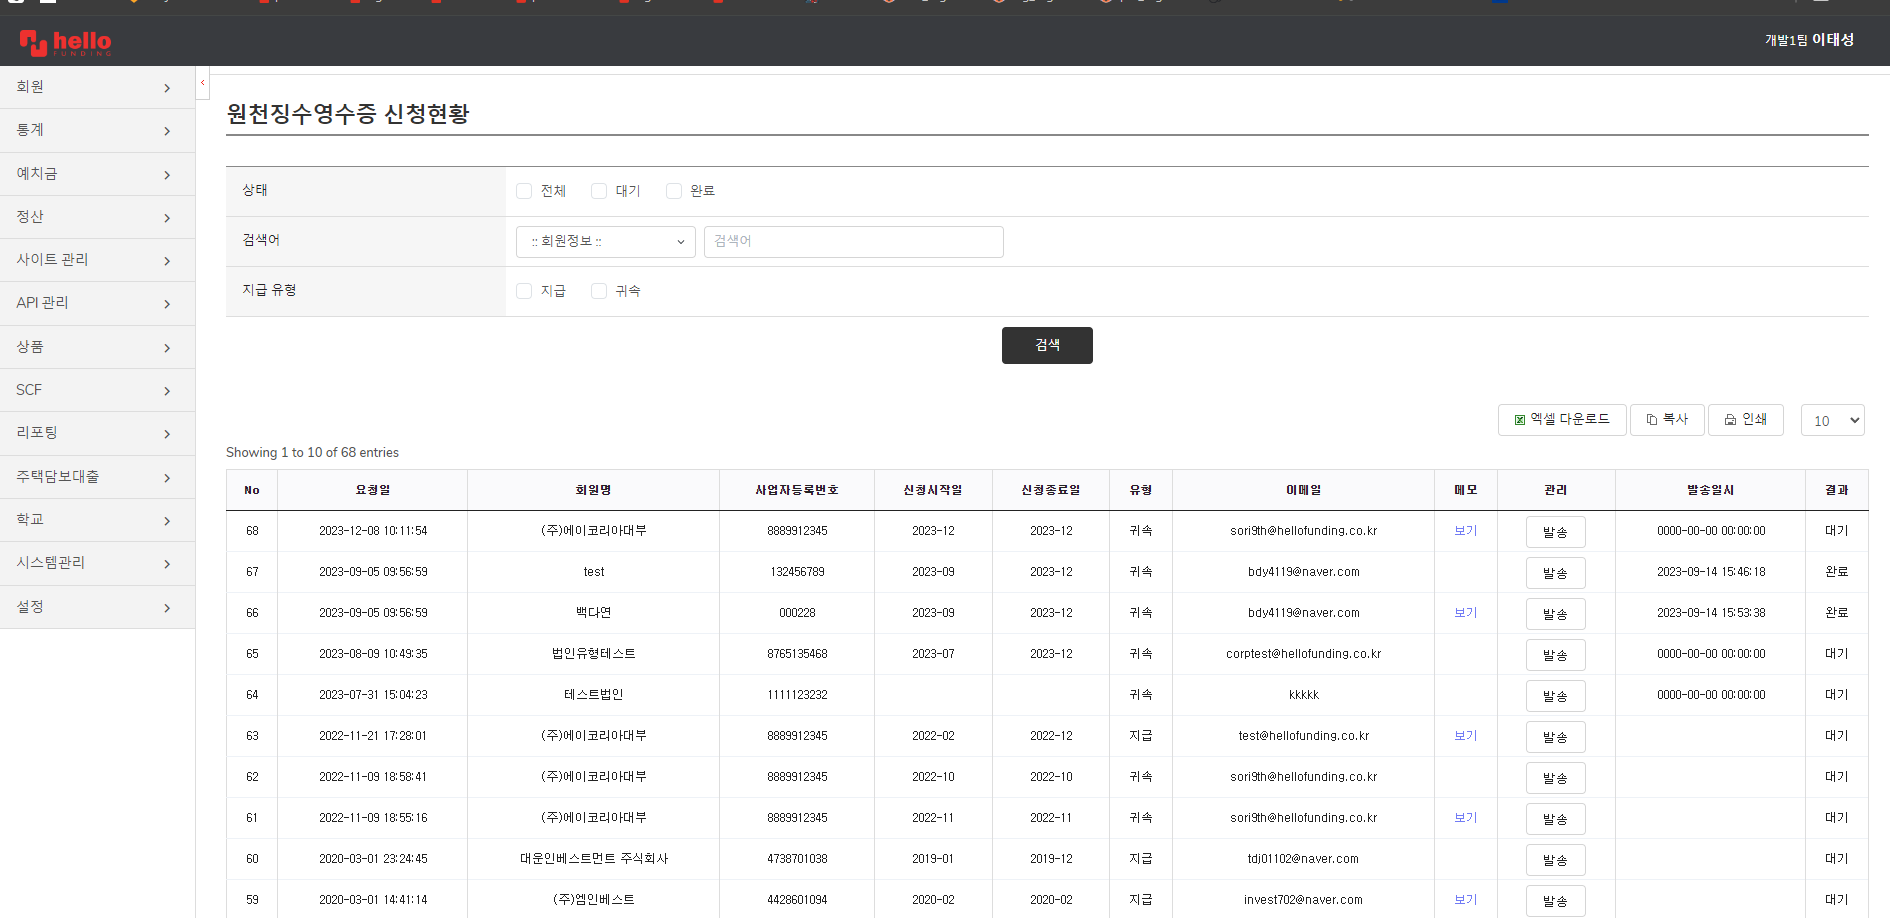 hello
FUNDING
개발1팀 이태성
회원
통계
예치금
정산
사이트 관리
API 관리
상품
SCF
리포팅
주택담보대출
학교
시스템관리
설정
원천징수영수증 신청현황
상태 전체 대기 완료
검색어 :: 회원정보 :: 검색어
지급 유형 지급 귀속
검색
엑셀 다운로드 복사 인쇄 10
Showing 1 to 10 of 68 entries
No 요청일 회원명 사업자등록번호 신청시작일 신청종료일 유형 이메일 메모 관리 발송일시 결과
68 2023-12-08 10:11:54 (주)에이코리아대부 8889912345 2023-12 2023-12 귀속 sori9th@hellofunding.co.kr 보기 발송 0000-00-00 00:00:00 대기
67 2023-09-05 09:56:59 test 132456789 2023-09 2023-12 귀속 bdy4119@naver.com 발송 2023-09-14 15:46:18 완료
66 2023-09-05 09:56:59 백다연 000228 2023-09 2023-12 귀속 bdy4119@naver.com 보기 발송 2023-09-14 15:53:38 완료
65 2023-08-09 10:49:35 법인유형테스트 8765135468 2023-07 2023-12 귀속 corptest@hellofunding.co.kr 발송 0000-00-00 00:00:00 대기
64 2023-07-31 15:04:23 테스트법인 1111123232 귀속 kkkkk 발송 0000-00-00 00:00:00 대기
63 2022-11-21 17:28:01 (주)에이코리아대부 8889912345 2022-02 2022-12 지급 test@hellofunding.co.kr 보기 발송 대기
62 2022-11-09 18:58:41 (주)에이코리아대부 8889912345 2022-10 2022-10 귀속 sori9th@hellofunding.co.kr 발송 대기
61 2022-11-09 18:55:16 (주)에이코리아대부 8889912345 2022-11 2022-11 귀속 sori9th@hellofunding.co.kr 보기 발송 대기
60 2020-03-01 23:24:45 대운인베스트먼트 주식회사 4738701038 2019-01 2019-12 지급 tdj01102@naver.com 발송 대기
59 2020-03-01 14:41:14 (주)엠인베스트 4428601094 2020-02 2020-02 지급 invest702@naver.com 보기 발송 대기